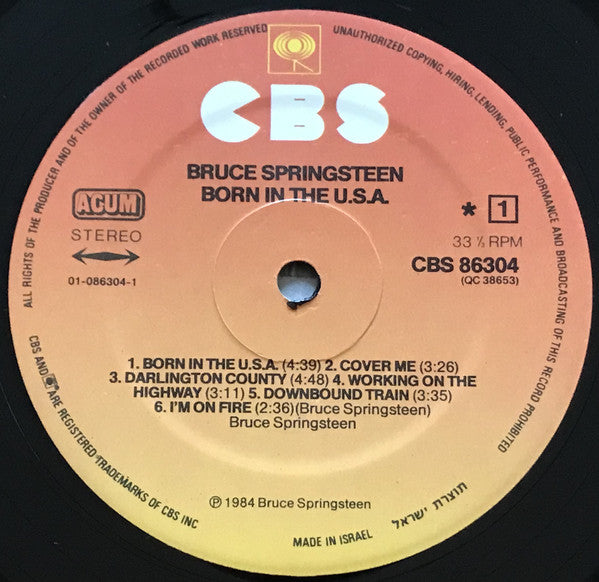 ALL RIGHTS OF THE PRODUCER AND OF THE OWNER OF THE RECORDED WORK RESERVED
UNAUTHORIZED COPYING, HIRING, LENDING, PUBLIC PERFORMANCE AND BROADCASTING OF THIS RECORD PROHIBITED
CBS
BRUCE SPRINGSTEEN
BORN IN THE U.S.A.
ACUM
STEREO
01-086304-1
* 1
33 ⅓ RPM
CBS 86304
(QC 38653)
1. BORN IN THE U.S.A. (4:39) 2. COVER ME (3:26)
3. DARLINGTON COUNTY (4:48) 4. WORKING ON THE
HIGHWAY (3:11) 5. DOWNBOUND TRAIN (3:35)
6. I'M ON FIRE (2:36)(Bruce Springsteen)
Bruce Springsteen
℗ 1984 Bruce Springsteen
CBS AND ARE REGISTERED TRADEMARKS OF CBS INC
MADE IN ISRAEL
תוצרת ישראל